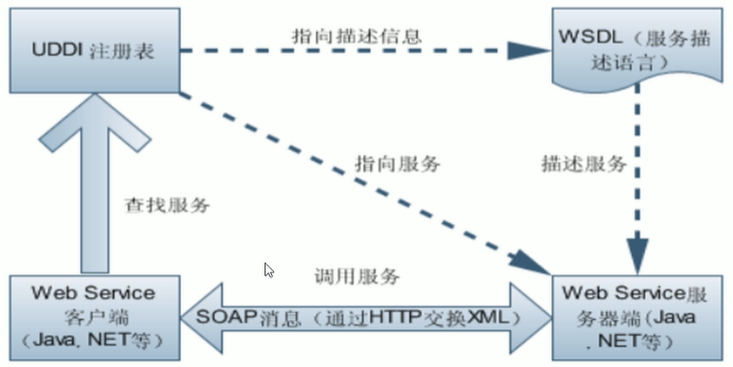 UDDI 注册表
指向描述信息
WSDL（服务描
述语言）
指向服务
描述服务
查找服务
调用服务
Web Service
客户端
（Java, NET等）
SOAP消息（通过HTTP交换XML）
Web Service服
务器端(Java
. NET等）